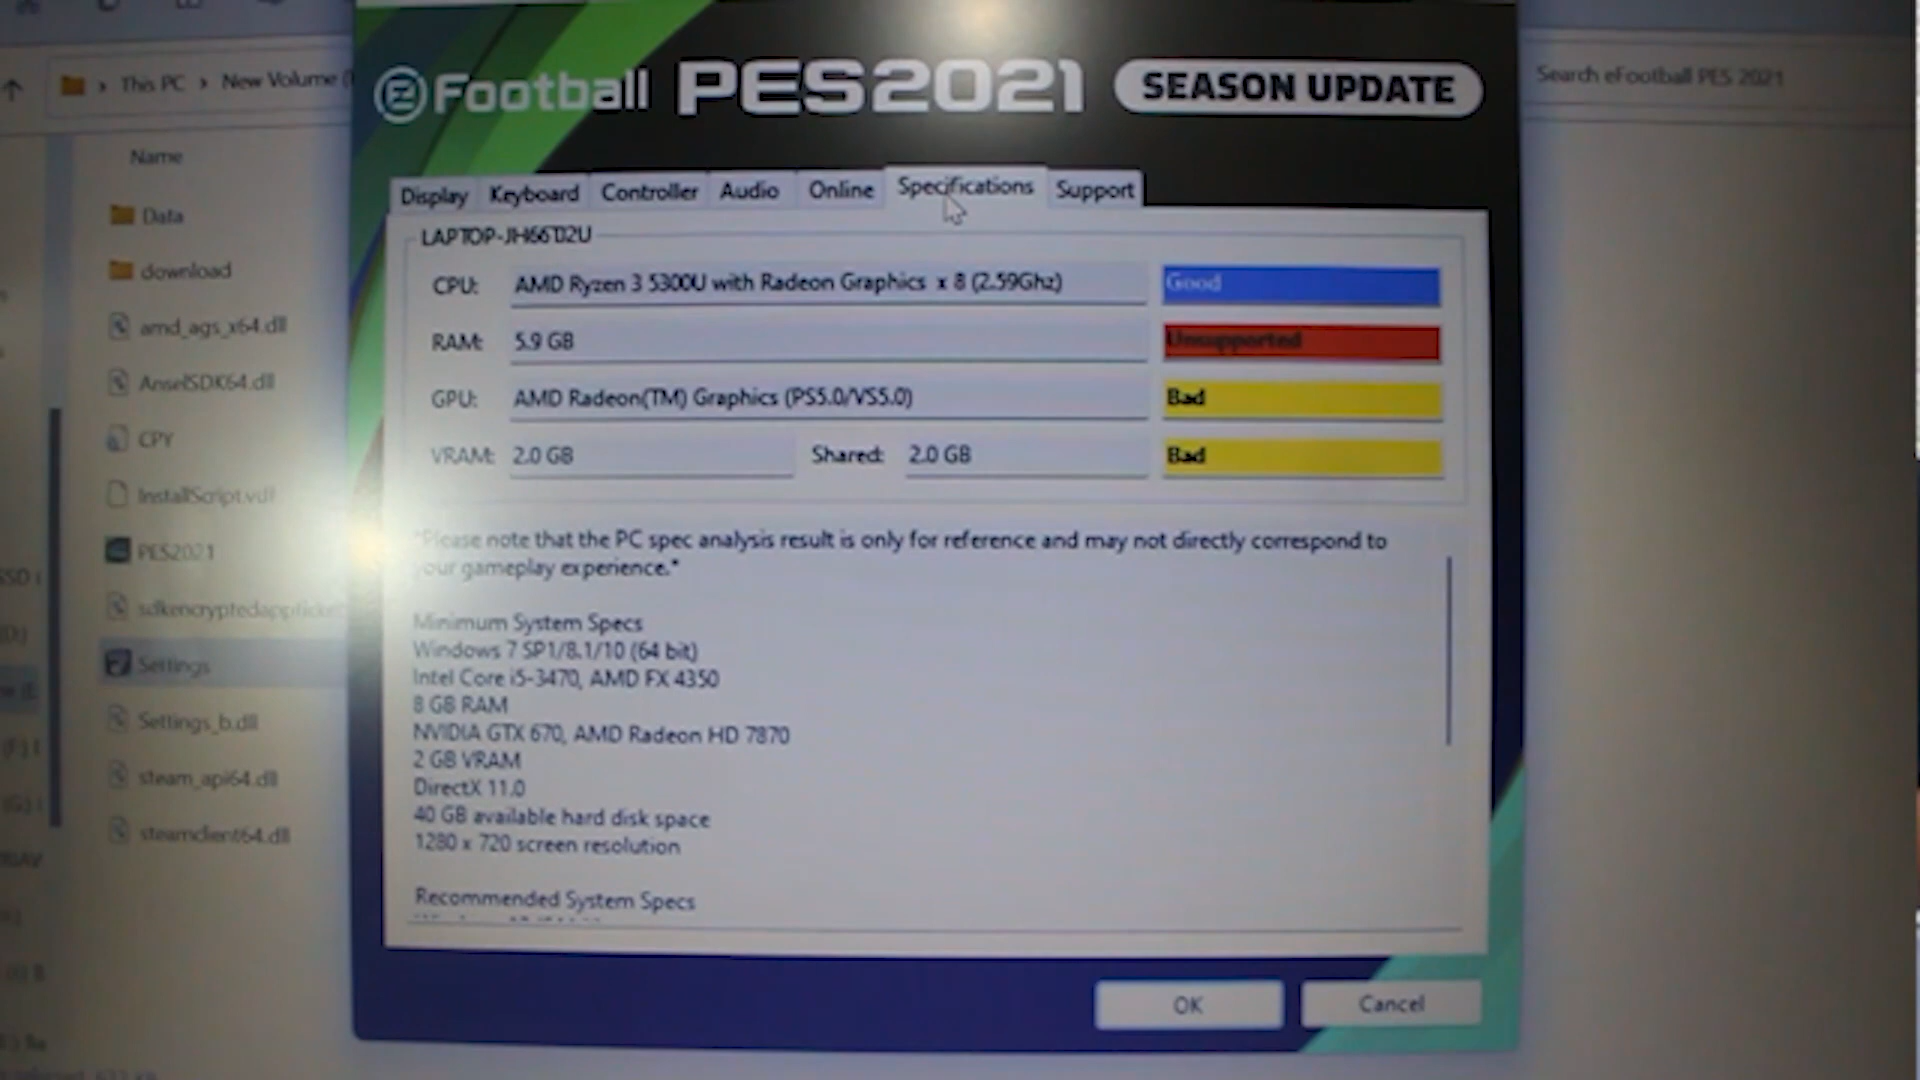 This PC > New Volume
Search eFootball PES 2021
eFootball PES2021 SEASON UPDATE
Name
Data
download
amd_ags_x64.dll
AnselSDK64.dll
CPY
InstallScript.vdf
PES2021
sdkencryptedappticket
Settings
Settings_b.dll
steam_api64.dll
steamclient64.dll
Display Keyboard Controller Audio Online Specifications Support
CPU: AMD Ryzen 3 5300U with Radeon Graphics x 8 (2.59Ghz) Good
RAM: 5.9 GB Unsupported
GPU: AMD Radeon(TM) Graphics (PS5.0/VS5.0) Bad
VRAM: 2.0 GB Shared: 2.0 GB Bad
*Please note that the PC spec analysis result is only for reference and may not directly correspond to
your gameplay experience.*
Minimum System Specs
Windows 7 SP1/8.1/10 (64 bit)
Intel Core i5-3470, AMD FX 4350
8 GB RAM
NVIDIA GTX 670, AMD Radeon HD 7870
2 GB VRAM
DirectX 11.0
40 GB available hard disk space
1280 x 720 screen resolution
Recommended System Specs
OK Cancel